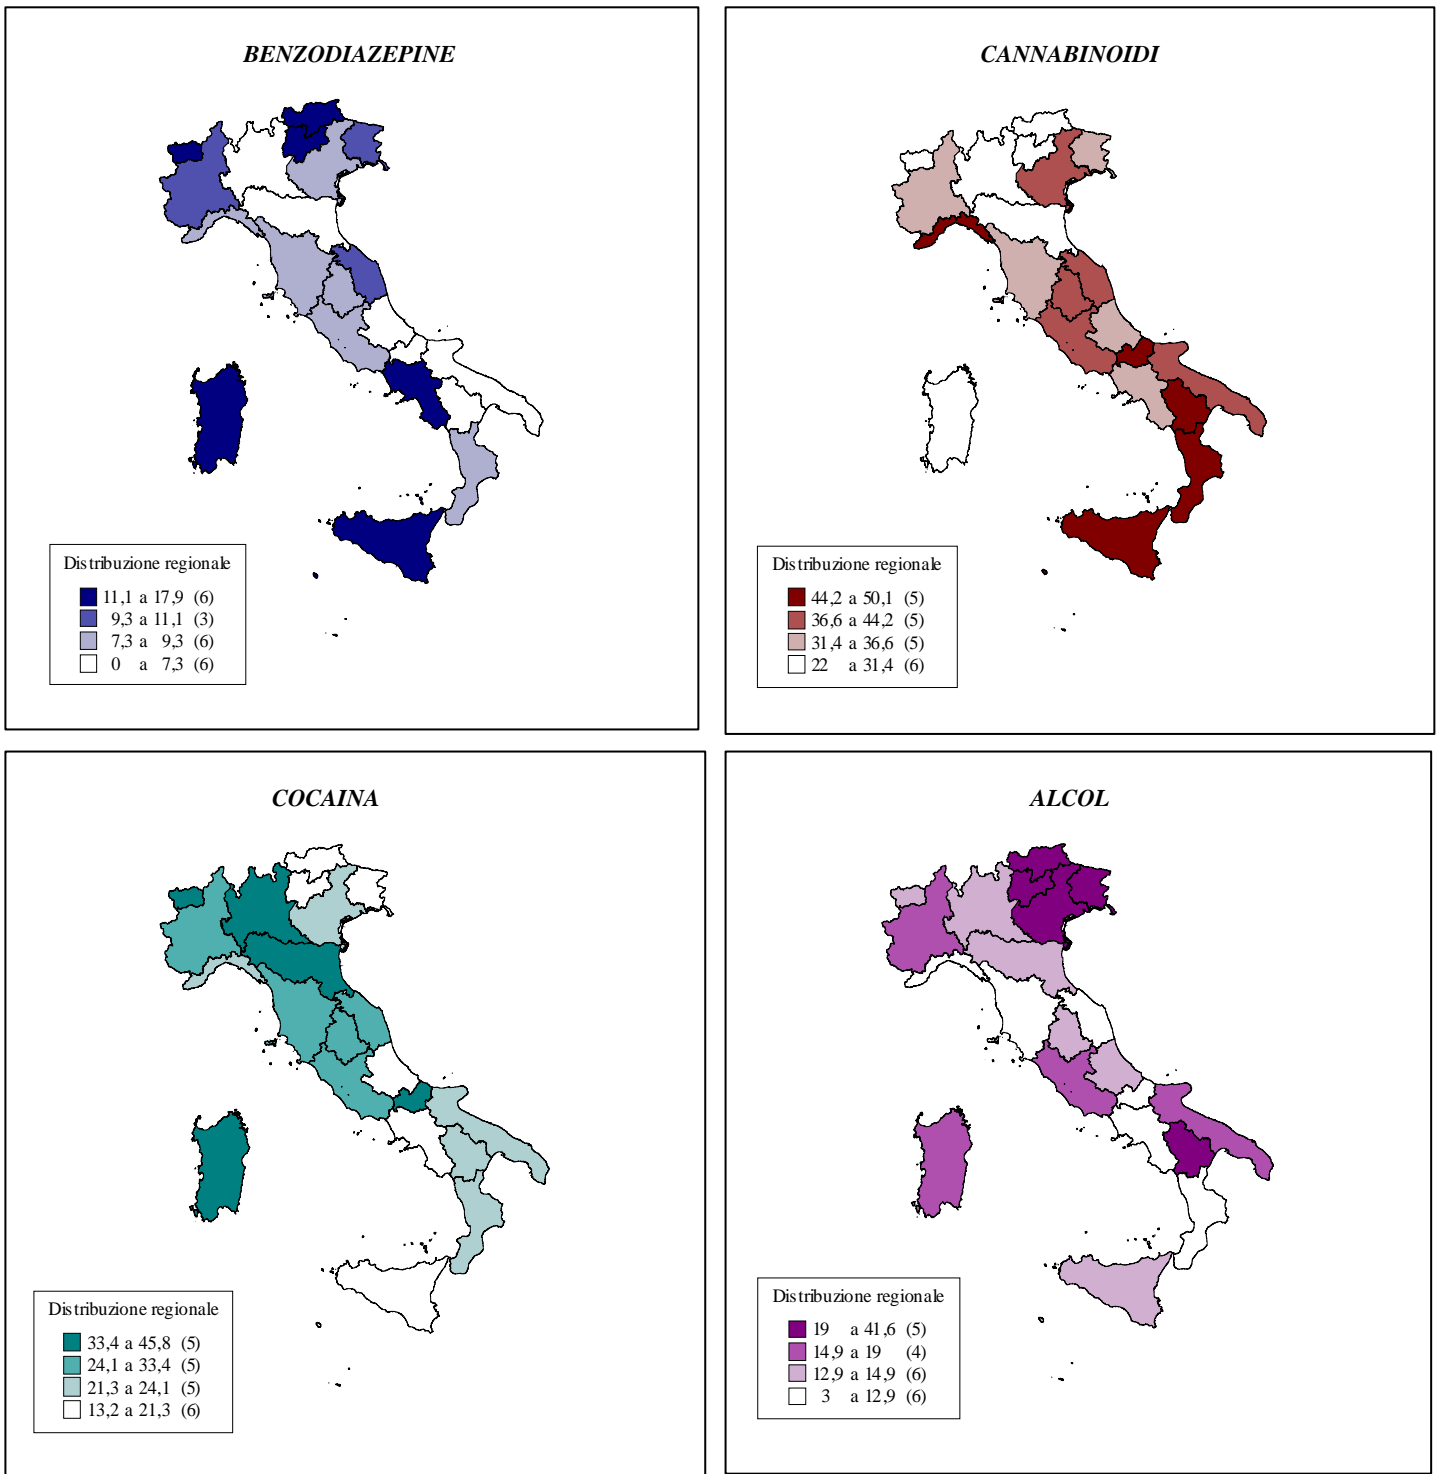 BENZODIAZEPINE
Distribuzione regionale
11,1 a 17,9 (6)
9,3 a 11,1 (3)
7,3 a 9,3 (6)
0 a 7,3 (6)
CANNABINOIDI
Distribuzione regionale
44,2 a 50,1 (5)
36,6 a 44,2 (5)
31,4 a 36,6 (5)
22 a 31,4 (6)
COCAINA
Distribuzione regionale
33,4 a 45,8 (5)
24,1 a 33,4 (5)
21,3 a 24,1 (5)
13,2 a 21,3 (6)
ALCOL
Distribuzione regionale
19 a 41,6 (5)
14,9 a 19 (4)
12,9 a 14,9 (6)
3 a 12,9 (6)